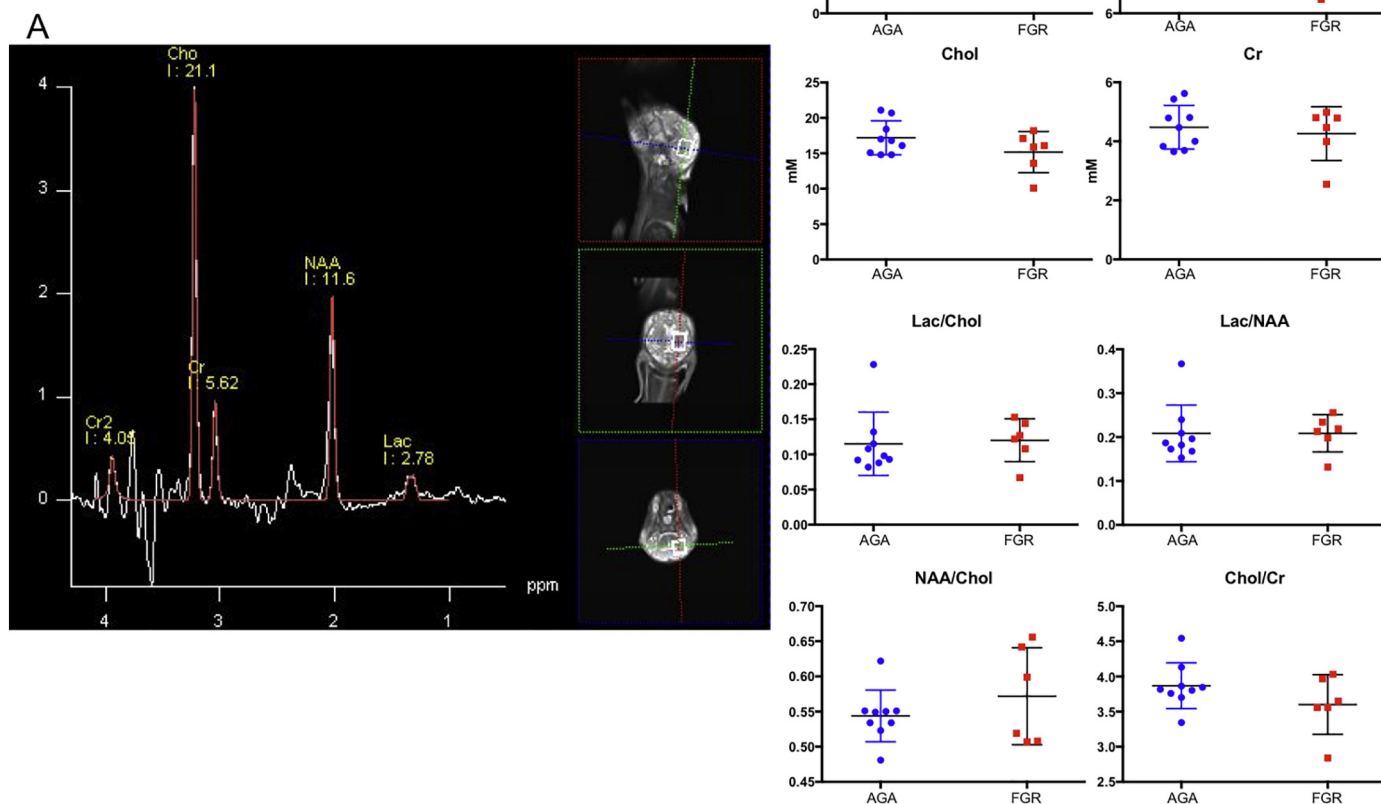 A
Cho
I : 21.1
Cr
I : 5.62
NAA
I : 11.6
Cr2
Lac
I : 2.78
4
3
2
1
0
4
3
2
1
ppm
0
AGA
FGR
6
AGA
FGR
Chol
25
20
15
10
5
0
mM
AGA
FGR
Cr
6
4
2
0
mM
AGA
FGR
Lac/Chol
0.25
0.20
0.15
0.10
0.05
0.00
AGA
FGR
Lac/NAA
0.4
0.3
0.2
0.1
0.0
AGA
FGR
NAA/Chol
0.70
0.65
0.60
0.55
0.50
0.45
AGA
FGR
Chol/Cr
5.0
4.5
4.0
3.5
3.0
2.5
AGA
FGR